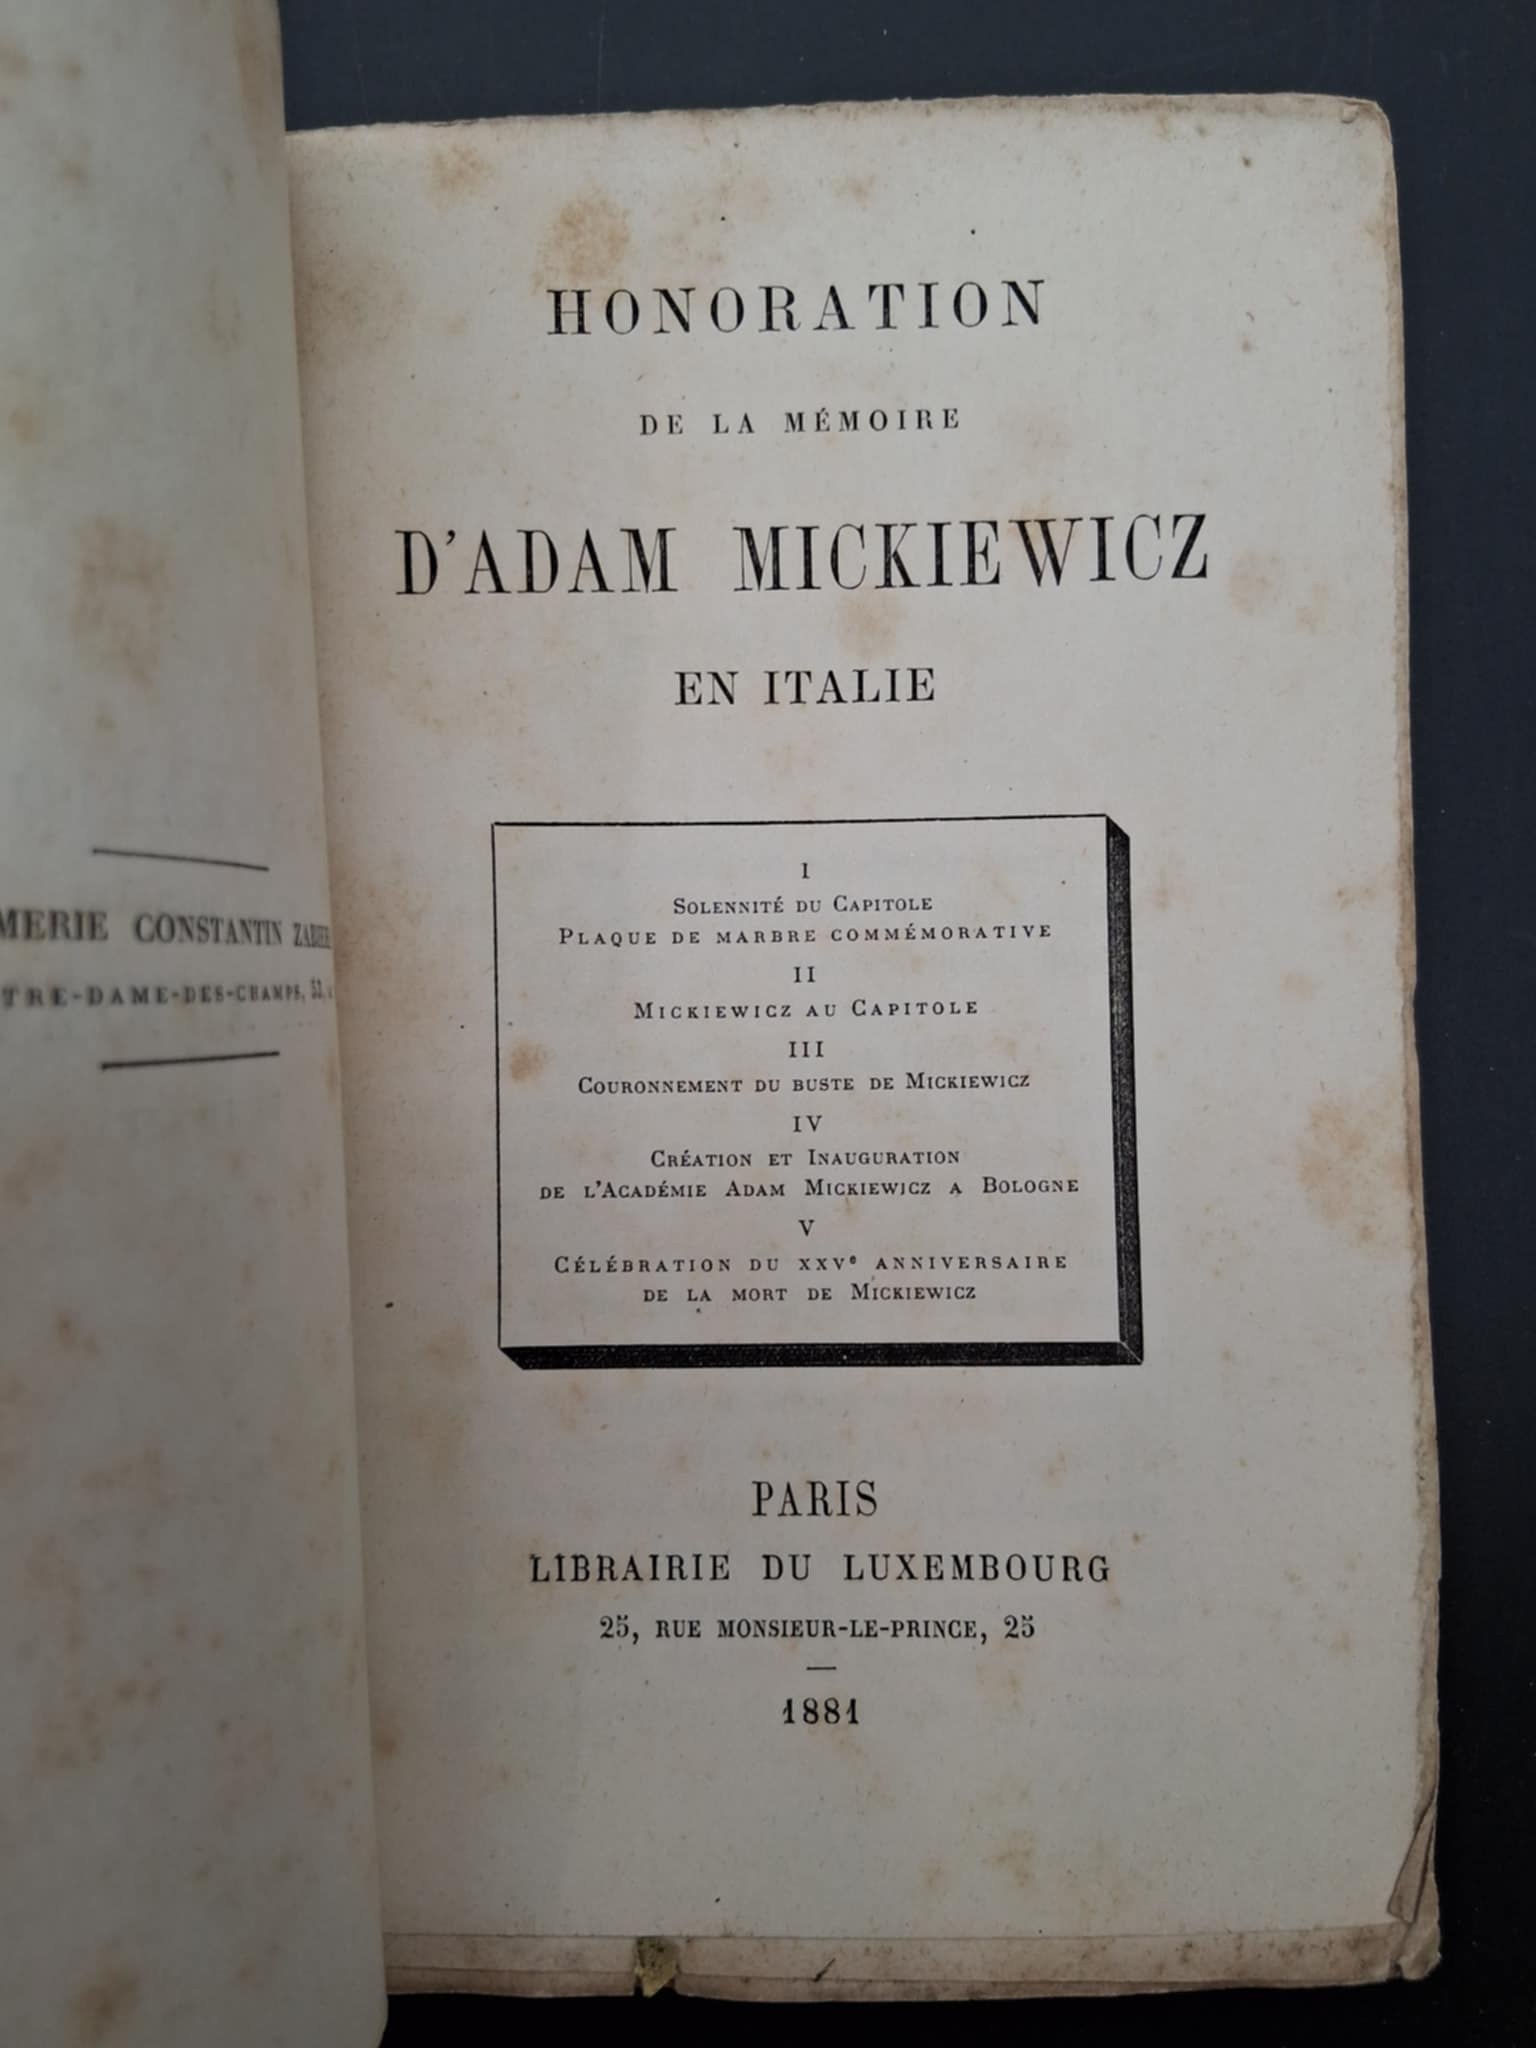 MERIE CONSTANTIN
TRE-DAME-DES-CHAMPS,
HONORATION
DE LA MÉMOIRE
D'ADAM MICKIEWICZ
EN ITALIE
I
SOLENNITÉ DU CAPITOLE
PLAQUE DE MARBRE COMMÉMORATIVE
II
MICKIEWICZ AU CAPITOLE
III
COURONNEMENT DU BUSTE DE MICKIEWICZ
IV
CRÉATION ET INAUGURATION
DE L'ACADÉMIE ADAM MICKIEWICZ A BOLOGNE
V
CÉLÉBRATION DU XXVe ANNIVERSAIRE
DE LA MORT DE MICKIEWICZ
PARIS
LIBRAIRIE DU LUXEMBOURG
25, RUE MONSIEUR-LE-PRINCE, 25
1881